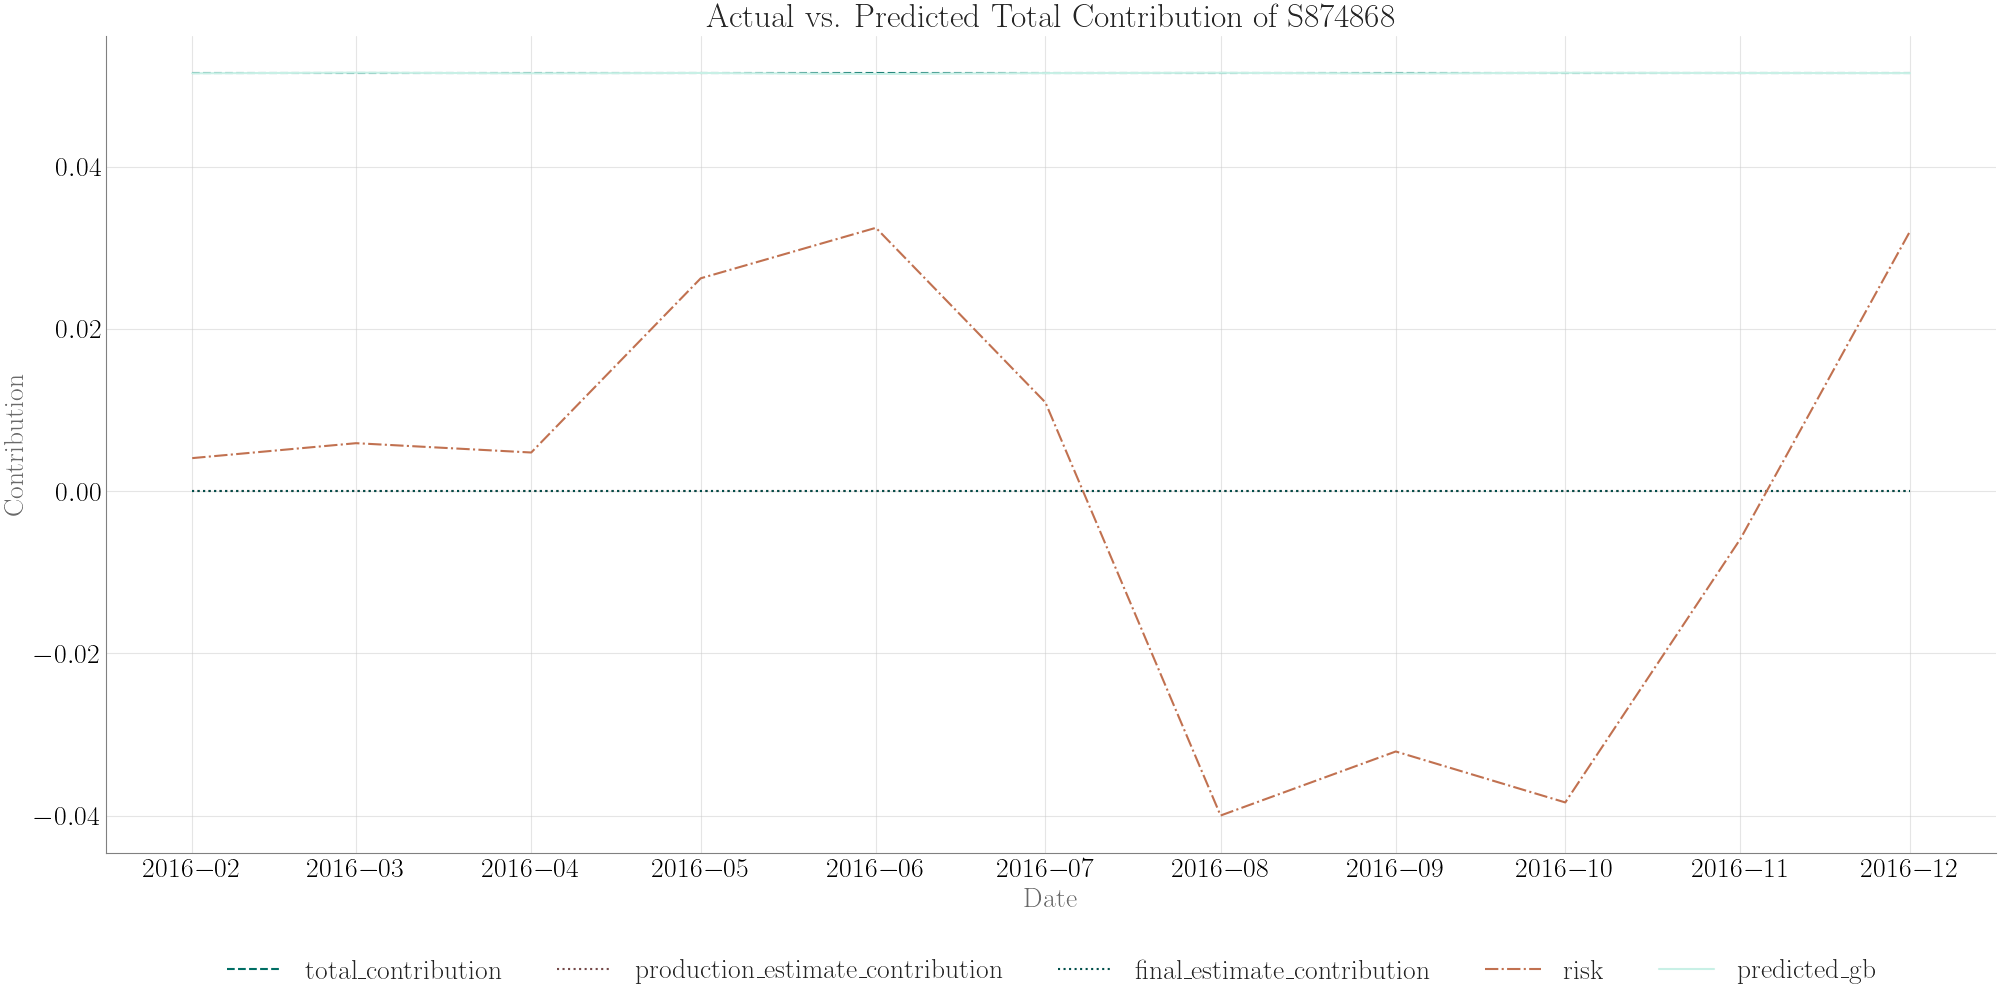 Actual vs. Predicted Total Contribution of S874868
Contribution
0.04
0.02
0.00
−0.02
−0.04
2016−02 2016−03 2016−04 2016−05 2016−06 2016−07 2016−08 2016−09 2016−10 2016−11 2016−12
Date
total_contribution production_estimate_contribution final_estimate_contribution risk predicted_gb